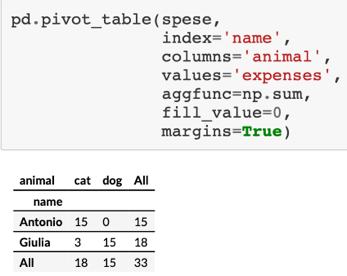 pd.pivot_table(spese,
index='name',
columns='animal',
values='expenses',
aggfunc=np.sum,
fill_value=0,
margins=True)
animal cat dog All
name
Antonio 15 0 15
Giulia 3 15 18
All 18 15 33